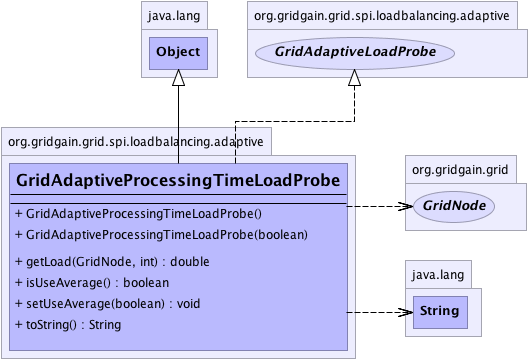 java.lang
Object
org.gridgain.grid.spi.loadbalancing.adaptive
GridAdaptiveLoadProbe
org.gridgain.grid.spi.loadbalancing.adaptive
GridAdaptiveProcessingTimeLoadProbe
+ GridAdaptiveProcessingTimeLoadProbe()
+ GridAdaptiveProcessingTimeLoadProbe(boolean)
+ getLoad(GridNode, int) : double
+ isUseAverage() : boolean
+ setUseAverage(boolean) : void
+ toString() : String
org.gridgain.grid
GridNode
java.lang
String